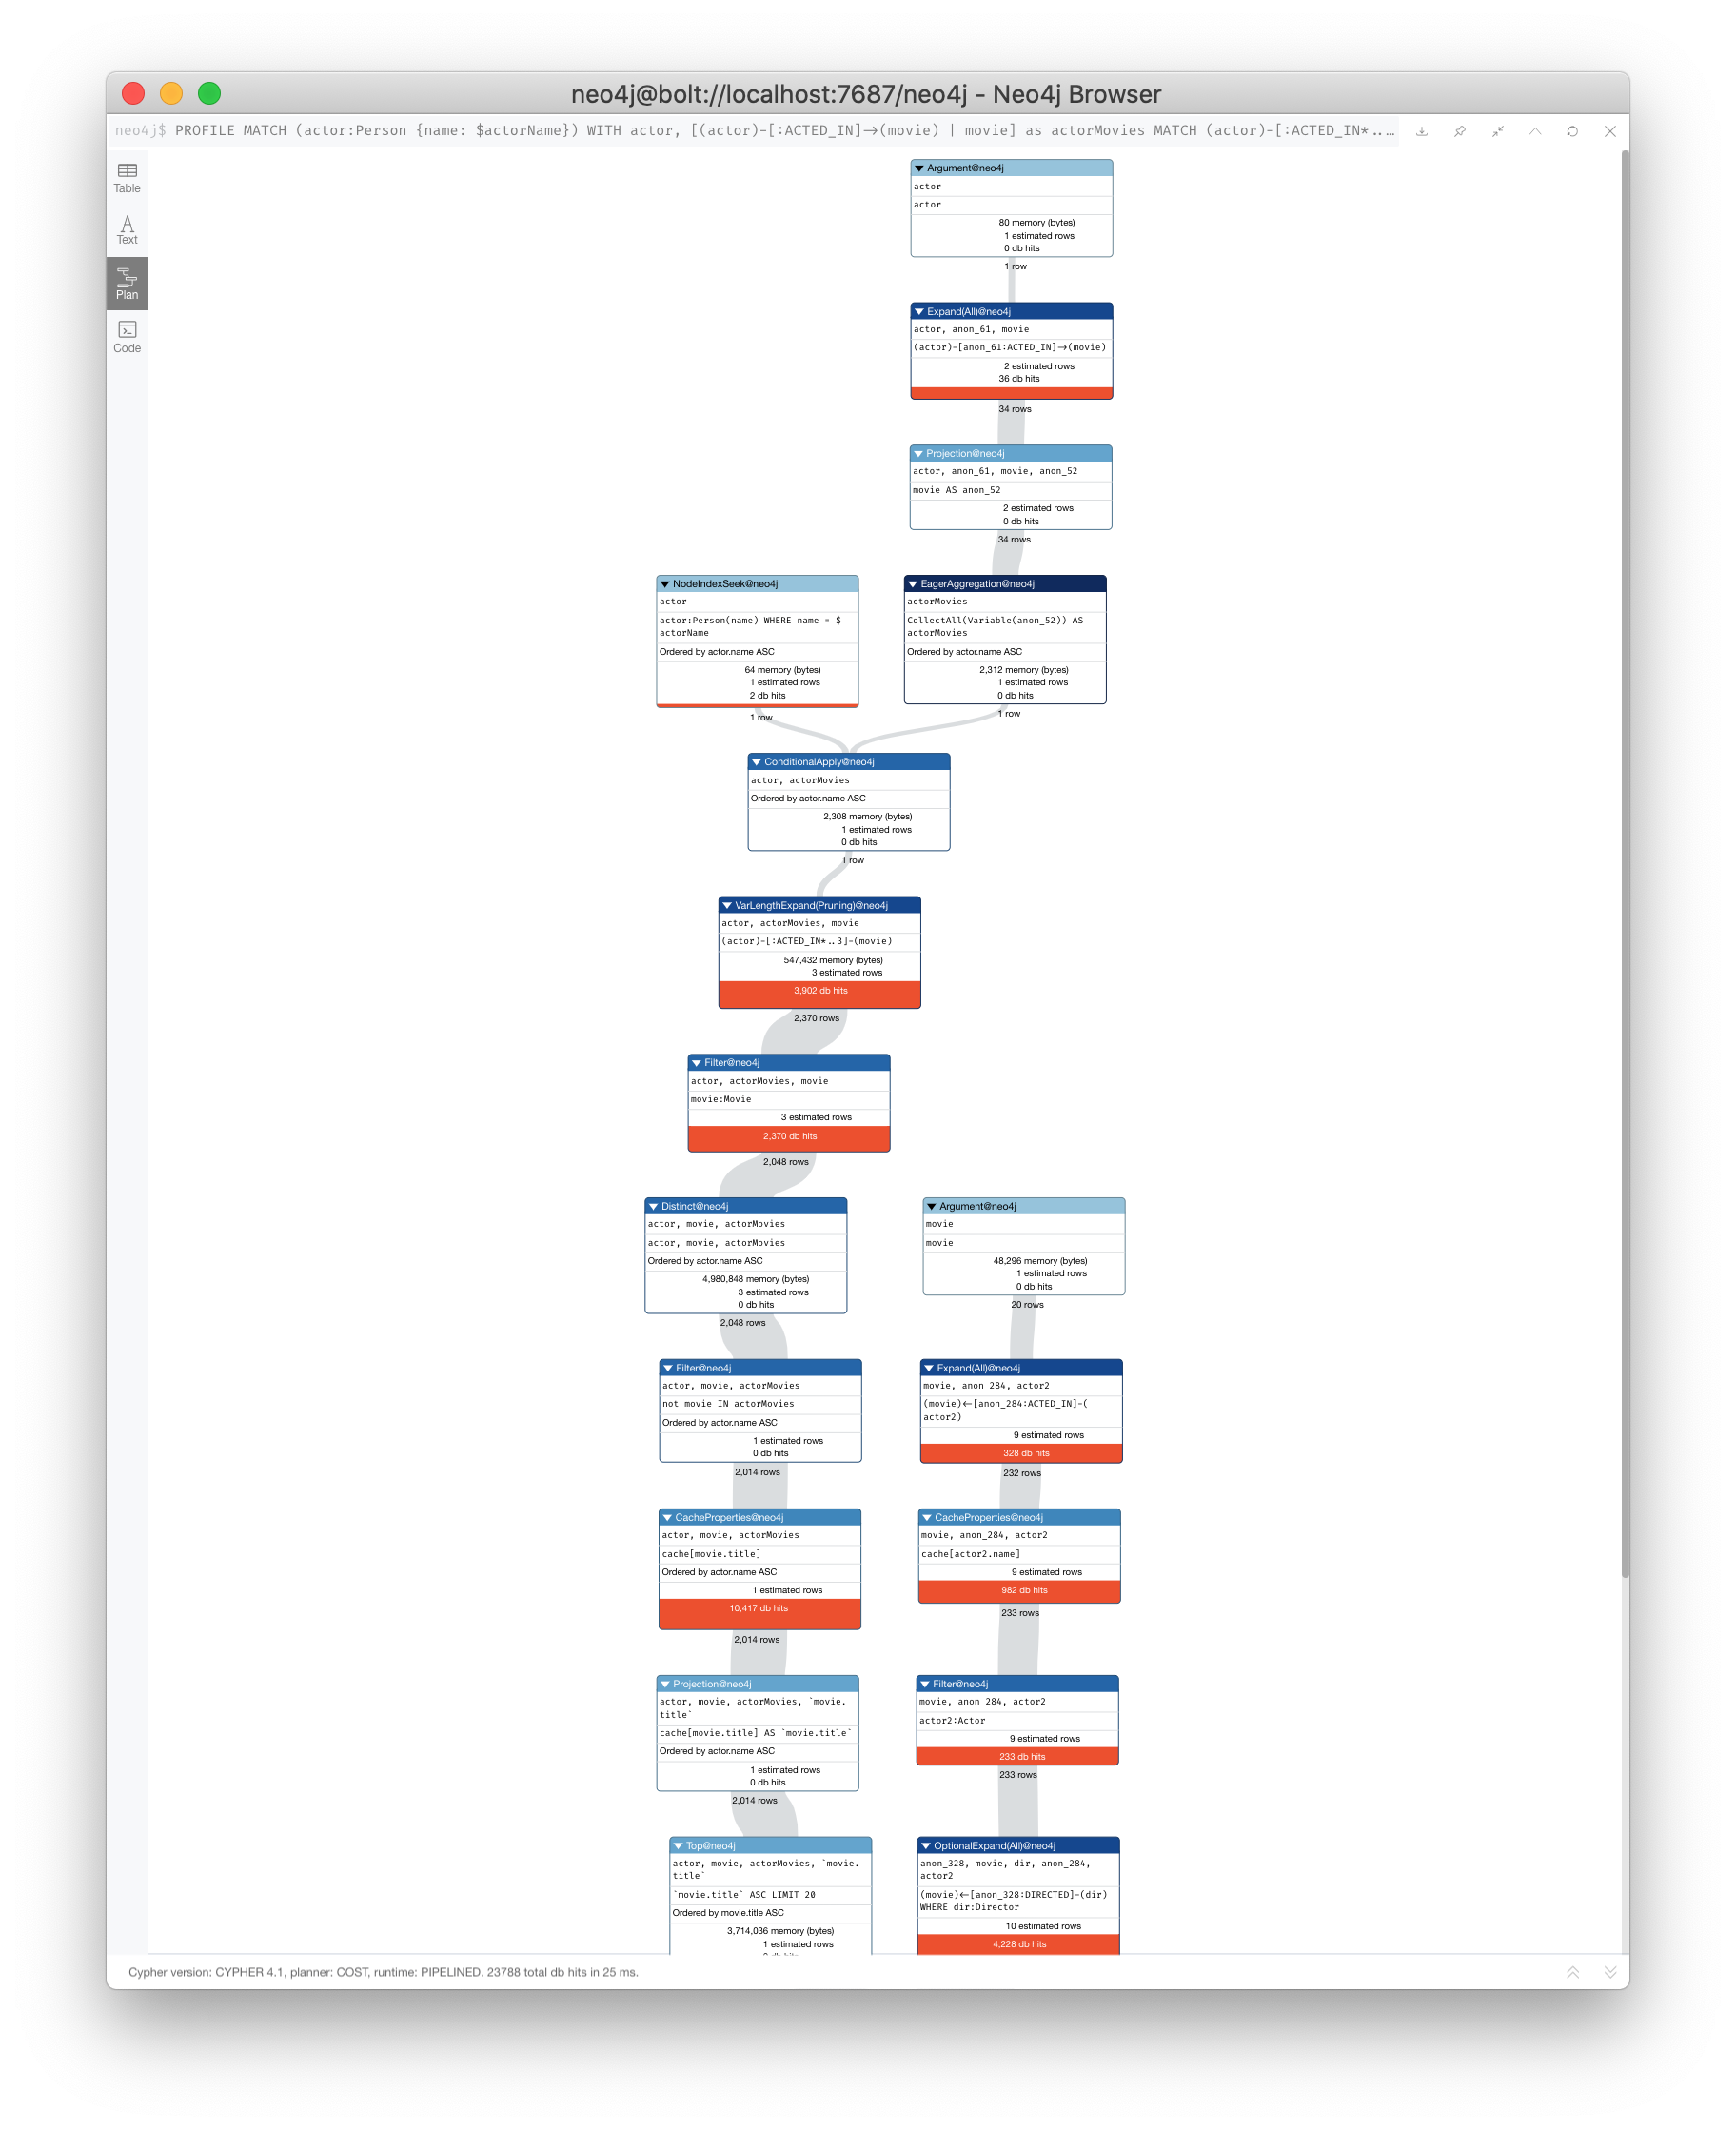 neo4j@bolt://localhost:7687/neo4j - Neo4j Browser
neo4j$ PROFILE MATCH (actor:Person {name: $actorName}) WITH actor, [(actor)-[:ACTED_IN]→(movie) | movie] as actorMovies MATCH (actor)-[:ACTED_IN*..…
Table
Text
Plan
Code
Argument@neo4j
actor
actor
80 memory (bytes)
1 estimated rows
0 db hits
1 row
Expand(All)@neo4j
actor, anon_61, movie
(actor)-[anon_61:ACTED_IN]→(movie)
2 estimated rows
36 db hits
34 rows
Projection@neo4j
actor, anon_61, movie, anon_52
movie AS anon_52
2 estimated rows
0 db hits
34 rows
NodeIndexSeek@neo4j
actor
actor:Person(name) WHERE name = $
actorName
Ordered by actor.name ASC
64 memory (bytes)
1 estimated rows
2 db hits
1 row
EagerAggregation@neo4j
actorMovies
CollectAll(Variable(anon_52)) AS
actorMovies
Ordered by actor.name ASC
2,312 memory (bytes)
1 estimated rows
0 db hits
1 row
ConditionalApply@neo4j
actor, actorMovies
Ordered by actor.name ASC
2,308 memory (bytes)
1 estimated rows
0 db hits
1 row
VarLengthExpand(Pruning)@neo4j
actor, actorMovies, movie
(actor)-[:ACTED_IN*..3]-(movie)
547,432 memory (bytes)
3 estimated rows
3,902 db hits
2,370 rows
Filter@neo4j
actor, actorMovies, movie
movie:Movie
3 estimated rows
2,370 db hits
2,048 rows
Distinct@neo4j
actor, movie, actorMovies
actor, movie, actorMovies
Ordered by actor.name ASC
4,980,848 memory (bytes)
3 estimated rows
0 db hits
2,048 rows
Argument@neo4j
movie
movie
48,296 memory (bytes)
1 estimated rows
0 db hits
20 rows
Filter@neo4j
actor, movie, actorMovies
not movie IN actorMovies
Ordered by actor.name ASC
1 estimated rows
0 db hits
2,014 rows
Expand(All)@neo4j
movie, anon_284, actor2
(movie)←[anon_284:ACTED_IN]-(
actor2)
9 estimated rows
328 db hits
232 rows
CacheProperties@neo4j
actor, movie, actorMovies
cache[movie.title]
Ordered by actor.name ASC
1 estimated rows
10,417 db hits
2,014 rows
CacheProperties@neo4j
movie, anon_284, actor2
cache[actor2.name]
9 estimated rows
982 db hits
233 rows
Projection@neo4j
actor, movie, actorMovies, `movie.
title`
cache[movie.title] AS `movie.title`
Ordered by actor.name ASC
1 estimated rows
0 db hits
2,014 rows
Filter@neo4j
movie, anon_284, actor2
actor2:Actor
9 estimated rows
233 db hits
233 rows
Top@neo4j
actor, movie, actorMovies, `movie.
title`
`movie.title` ASC LIMIT 20
Ordered by movie.title ASC
3,714,036 memory (bytes)
1 estimated rows
OptionalExpand(All)@neo4j
anon_328, movie, dir, anon_284,
actor2
(movie)←[anon_328:DIRECTED]-(dir)
WHERE dir:Director
10 estimated rows
4,228 db hits
Cypher version: CYPHER 4.1, planner: COST, runtime: PIPELINED. 23788 total db hits in 25 ms.